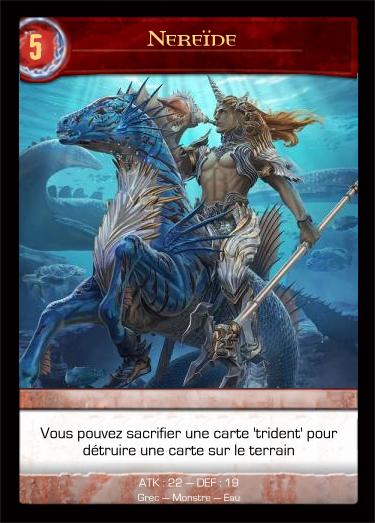 5
Nereïde
Vous pouvez sacrifier une carte 'trident' pour
détruire une carte sur le terrain
ATK : 22 – DEF : 19
Grec – Monstre – Eau